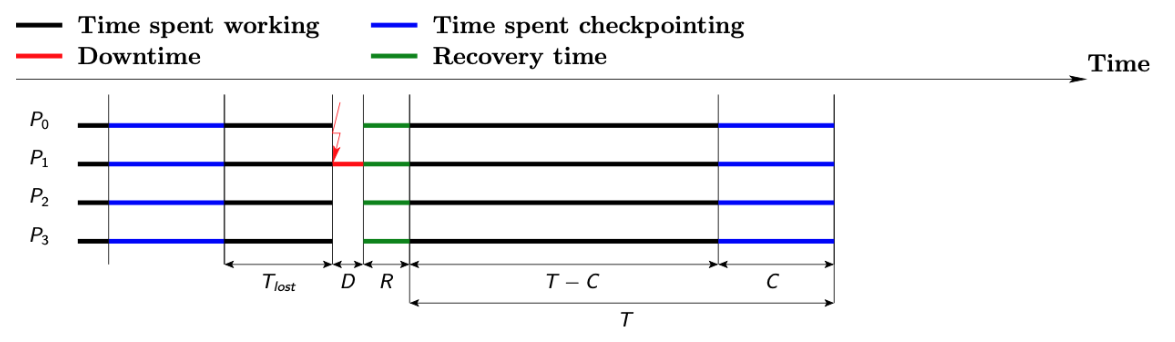 Time spent working Time spent checkpointing
Downtime Recovery time
Time
P0
P1
P2
P3
Tlost D R T − C C
T